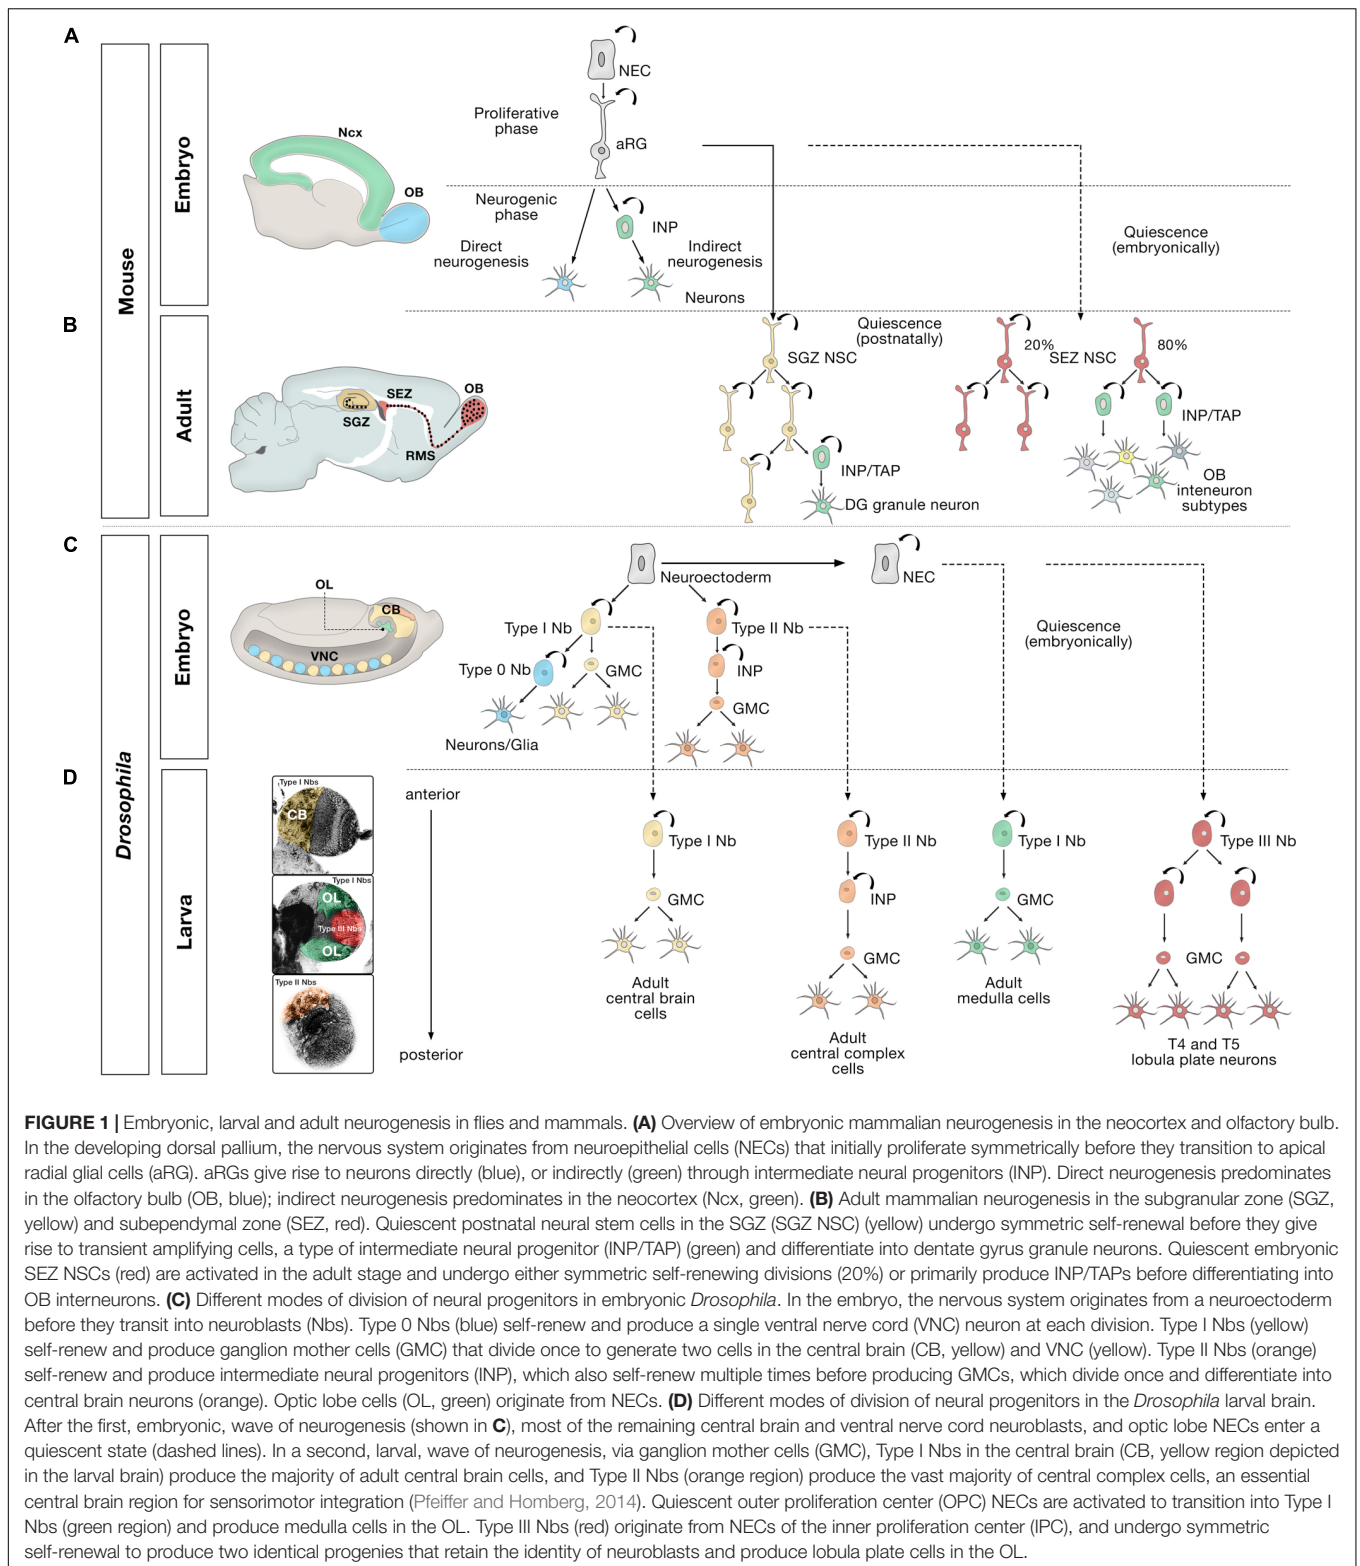 A
Mouse
Embryo
Ncx
OB
NEC
Proliferative
phase
aRG
Neurogenic
phase
INP
Direct
neurogenesis
Indirect
neurogenesis
Neurons
Quiescence
(embryonically)
B
Adult
SEZ
OB
SGZ
RMS
Quiescence
(postnatally)
SGZ NSC
20%
SEZ NSC
80%
INP/TAP
INP/TAP
DG granule neuron
OB
inteneuron
subtypes
C
Drosophila
Embryo
OL
CB
VNC
Neuroectoderm
NEC
Type I Nb
Type II Nb
Type 0 Nb
GMC
INP
GMC
Neurons/Glia
Quiescence
(embryonically)
D
Larva
Type I Nbs
CB
Type I Nbs
OL
Type III Nbs
OL
Type II Nbs
anterior
posterior
Type I Nb
Type II Nb
Type I Nb
Type III Nb
GMC
INP
GMC
GMC
GMC
Adult
central brain
cells
Adult
central complex
cells
Adult
medulla cells
T4 and T5
lobula plate neurons
FIGURE 1 | Embryonic, larval and adult neurogenesis in flies and mammals. (A) Overview of embryonic mammalian neurogenesis in the neocortex and olfactory bulb.
In the developing dorsal pallium, the nervous system originates from neuroepithelial cells (NECs) that initially proliferate symmetrically before they transition to apical
radial glial cells (aRG). aRGs give rise to neurons directly (blue), or indirectly (green) through intermediate neural progenitors (INP). Direct neurogenesis predominates
in the olfactory bulb (OB, blue); indirect neurogenesis predominates in the neocortex (Ncx, green). (B) Adult mammalian neurogenesis in the subgranular zone (SGZ,
yellow) and subependymal zone (SEZ, red). Quiescent postnatal neural stem cells in the SGZ (SGZ NSC) (yellow) undergo symmetric self-renewal before they give
rise to transient amplifying cells, a type of intermediate neural progenitor (INP/TAP) (green) and differentiate into dentate gyrus granule neurons. Quiescent embryonic
SEZ NSCs (red) are activated in the adult stage and undergo either symmetric self-renewing divisions (20%) or primarily produce INP/TAPs before differentiating into
OB interneurons. (C) Different modes of division of neural progenitors in embryonic Drosophila. In the embryo, the nervous system originates from a neuroectoderm
before they transit into neuroblasts (Nbs). Type 0 Nbs (blue) self-renew and produce a single ventral nerve cord (VNC) neuron at each division. Type I Nbs (yellow)
self-renew and produce ganglion mother cells (GMC) that divide once to generate two cells in the central brain (CB, yellow) and VNC (yellow). Type II Nbs (orange)
self-renew and produce intermediate neural progenitors (INP), which also self-renew multiple times before producing GMCs, which divide once and differentiate into
central brain neurons (orange). Optic lobe cells (OL, green) originate from NECs. (D) Different modes of division of neural progenitors in the Drosophila larval brain.
After the first, embryonic, wave of neurogenesis (shown in C), most of the remaining central brain and ventral nerve cord neuroblasts, and optic lobe NECs enter a
quiescent state (dashed lines). In a second, larval, wave of neurogenesis, via ganglion mother cells (GMC), Type I Nbs in the central brain (CB, yellow region depicted
in the larval brain) produce the majority of adult central brain cells, and Type II Nbs (orange region) produce the vast majority of central complex cells, an essential
central brain region for sensorimotor integration (Pfeiffer and Homberg, 2014). Quiescent outer proliferation center (OPC) NECs are activated to transition into Type I
Nbs (green region) and produce medulla cells in the OL. Type III Nbs (red) originate from NECs of the inner proliferation center (IPC), and undergo symmetric
self-renewal to produce two identical progenies that retain the identity of neuroblasts and produce lobula plate cells in the OL.